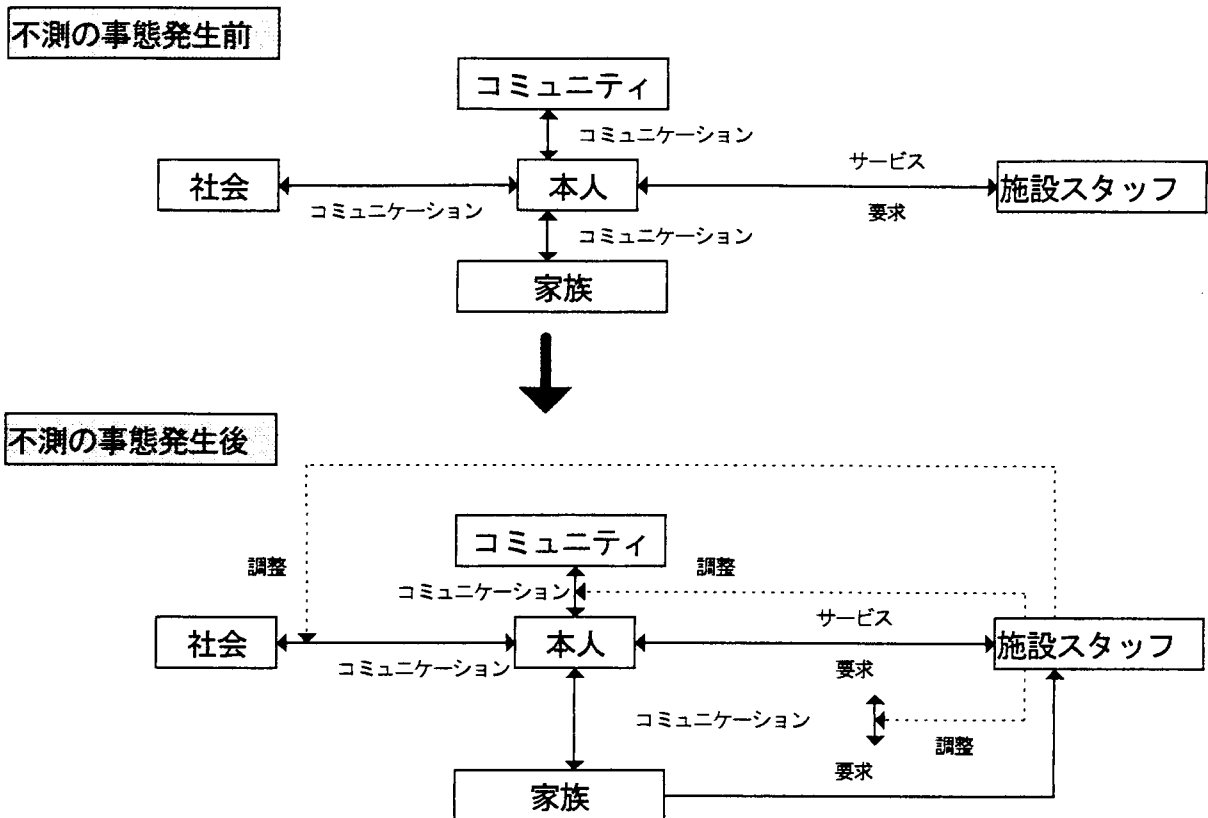 不測の事態発生前
コミュニティ
コミュニケーション
サービス
社会
本人
施設スタッフ
コミュニケーション
要求
コミュニケーション
家族
不測の事態発生後
コミュニティ
調整
調整
コミュニケーション
サービス
社会
本人
施設スタッフ
コミュニケーション
要求
コミュニケーション
調整
要求
家族